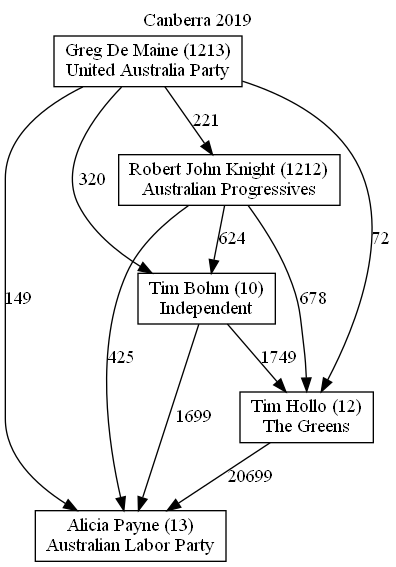 Canberra 2019
Greg De Maine (1213)
United Australia Party
221
320
72
Robert John Knight (1212)
Australian Progressives
624
149
425
678
Tim Bohm (10)
Independent
1749
1699
Tim Hollo (12)
The Greens
20699
Alicia Payne (13)
Australian Labor Party